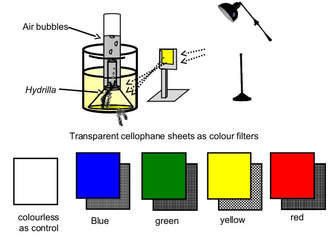 Air bubbles
Hydrilla
Transparent cellophane sheets as colour filters
colourless
as control
Blue
green
yellow
red